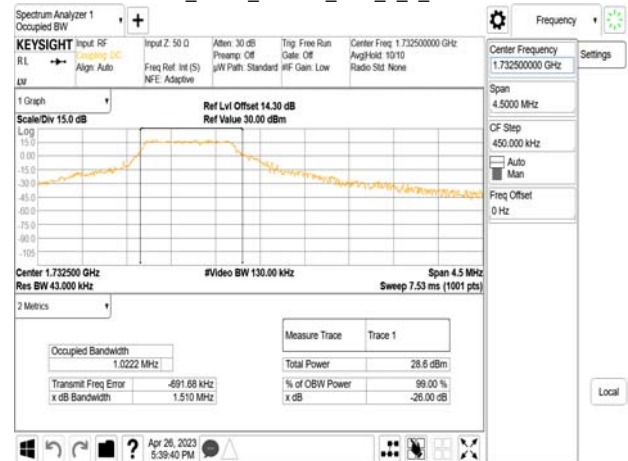 Spectrum Analyzer 1
Occupied BW
Frequency
KEYSIGHT
RL
Input: RF
Coupling: DC
Align: Auto
Input Z: 50 Ω
Freq Ref: Int (S)
NFE: Adaptive
Atten: 30 dB
Preamp: Off
µW Path: Standard
Trig: Free Run
Gate: Off
#IF Gain: Low
Center Freq: 1.732500000 GHz
Avg|Hold: 10/10
Radio Std: None
Center Frequency
1.732500000 GHz
Settings
Span
4.5000 MHz
CF Step
450.000 kHz
Auto
Man
Freq Offset
0 Hz
Local
1 Graph
Scale/Div 15.0 dB
Ref Lvl Offset 14.30 dB
Ref Value 30.00 dBm
Log
15.0
0.00
-15.0
-30.0
-45.0
-60.0
-75.0
-90.0
-105
Center 1.732500 GHz
Res BW 43.000 kHz
#Video BW 130.00 kHz
Span 4.5 MHz
Sweep 7.53 ms (1001 pts)
2 Metrics
Measure Trace Trace 1
Occupied Bandwidth
1.0222 MHz
Total Power 28.6 dBm
Transmit Freq Error -691.68 kHz
% of OBW Power 99.00 %
x dB Bandwidth 1.510 MHz
x dB -26.00 dB
?
Apr 26, 2023
5:39:40 PM